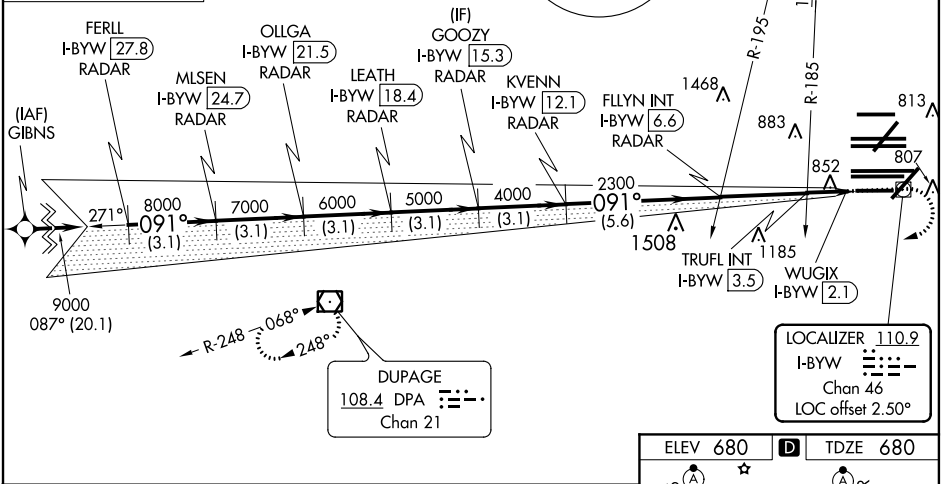 FERLL
I-BYW 27.8
RADAR
MLSEN
I-BYW 24.7
RADAR
OLLGA
I-BYW 21.5
RADAR
LEATH
I-BYW 18.4
RADAR
(IF)
GOOZY
I-BYW 15.3
RADAR
KVENN
I-BYW 12.1
RADAR
FLLYN INT
I-BYW 6.6
RADAR
R-195
R-185
1468
883
813
852
807
(IAF)
GIBNS
271°
8000
091°
(3.1)
7000
(3.1)
6000
(3.1)
5000
(3.1)
4000
(3.1)
2300
091°
(5.6)
1508
1185
TRUFL INT
I-BYW 3.5
WUGIX
I-BYW 2.1
9000
087° (20.1)
R-248
068°
248°
DUPAGE
108.4 DPA
Chan 21
LOCALIZER 110.9
I-BYW
Chan 46
LOC offset 2.50°
ELEV 680 D TDZE 680
A
A